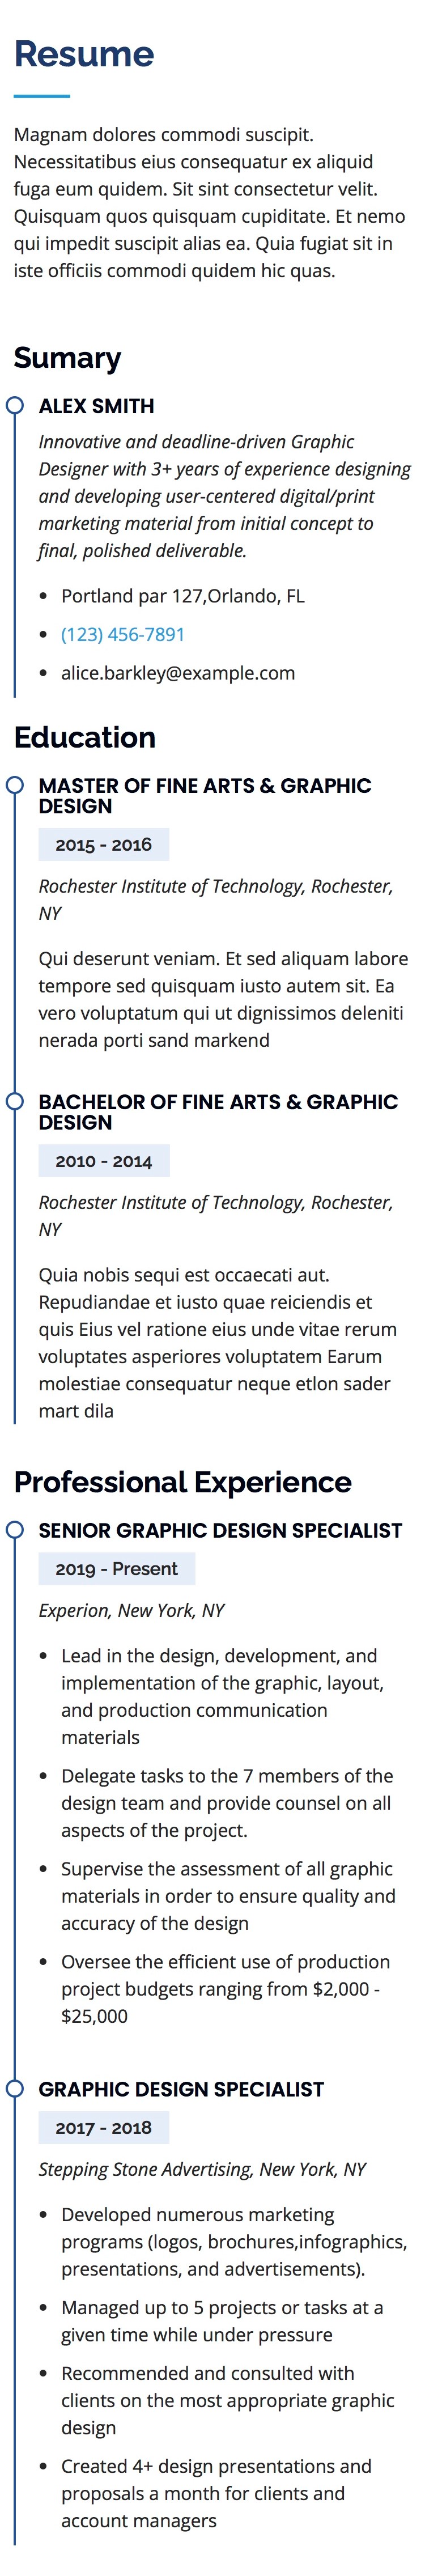 Resume
Magnam dolores commodi suscipit.
Necessitatibus eius consequatur ex aliquid
fuga eum quidem. Sit sint consectetur velit.
Quisquam quos quisquam cupiditate. Et nemo
qui impedit suscipit alias ea. Quia fugiat sit in
iste officiis commodi quidem hic quas.
Sumary
ALEX SMITH
Innovative and deadline-driven Graphic
Designer with 3+ years of experience designing
and developing user-centered digital/print
marketing material from initial concept to
final, polished deliverable.
• Portland par 127,Orlando, FL
• (123) 456-7891
• alice.barkley@example.com
Education
MASTER OF FINE ARTS & GRAPHIC
DESIGN
2015 - 2016
Rochester Institute of Technology, Rochester,
NY
Qui deserunt veniam. Et sed aliquam labore
tempore sed quisquam iusto autem sit. Ea
vero voluptatum qui ut dignissimos deleniti
nerada porti sand markend
BACHELOR OF FINE ARTS & GRAPHIC
DESIGN
2010 - 2014
Rochester Institute of Technology, Rochester,
NY
Quia nobis sequi est occaecati aut.
Repudiandae et iusto quae reiciendis et
quis Eius vel ratione eius unde vitae rerum
voluptates asperiores voluptatem Earum
molestiae consequatur neque etlon sader
mart dila
Professional Experience
SENIOR GRAPHIC DESIGN SPECIALIST
2019 - Present
Experion, New York, NY
• Lead in the design, development, and
implementation of the graphic, layout,
and production communication
materials
• Delegate tasks to the 7 members of the
design team and provide counsel on all
aspects of the project.
• Supervise the assessment of all graphic
materials in order to ensure quality and
accuracy of the design
• Oversee the efficient use of production
project budgets ranging from $2,000 -
$25,000
GRAPHIC DESIGN SPECIALIST
2017 - 2018
Stepping Stone Advertising, New York, NY
• Developed numerous marketing
programs (logos, brochures,infographics,
presentations, and advertisements).
• Managed up to 5 projects or tasks at a
given time while under pressure
• Recommended and consulted with
clients on the most appropriate graphic
design
• Created 4+ design presentations and
proposals a month for clients and
account managers